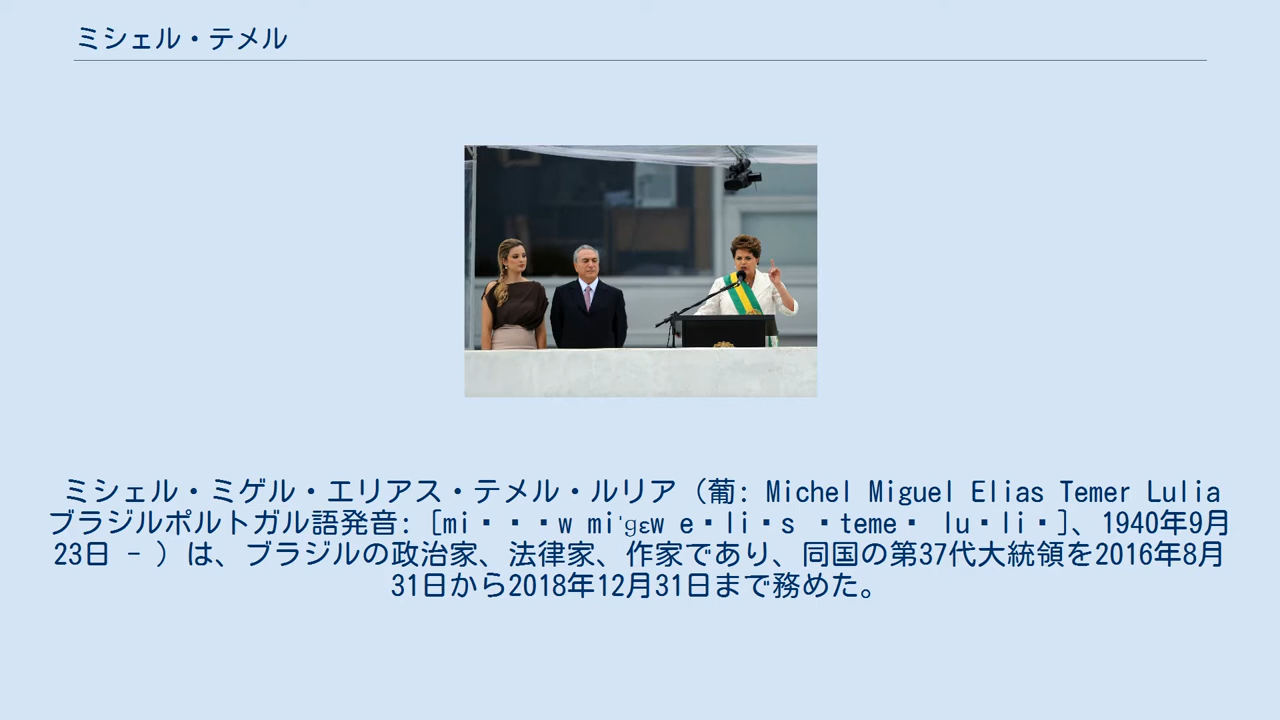 ミシェル・テメル
ミシェル・ミゲル・エリアス・テメル・ルリア（葡: Michel Miguel Elias Temer Lulia
ブラジルポルトガル語発音: [mi・・・w miˈɡɛw e・li・s ・teme・ lu・li・]、1940年9月
23日 - ）は、ブラジルの政治家、法律家、作家であり、同国の第37代大統領を2016年8月
31日から2018年12月31日まで務めた。